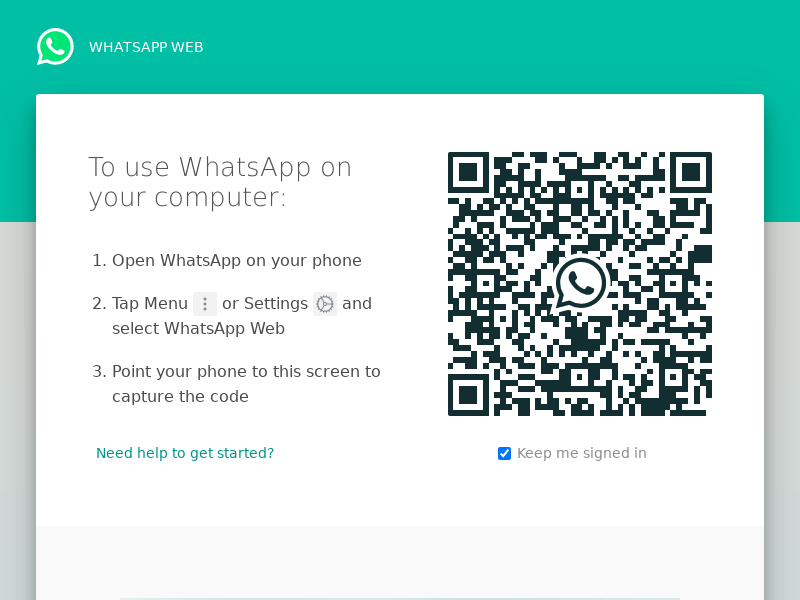 WHATSAPP WEB
To use WhatsApp on
your computer:
1. Open WhatsApp on your phone
2. Tap Menu or Settings and
select WhatsApp Web
3. Point your phone to this screen to
capture the code
Need help to get started?
Keep me signed in